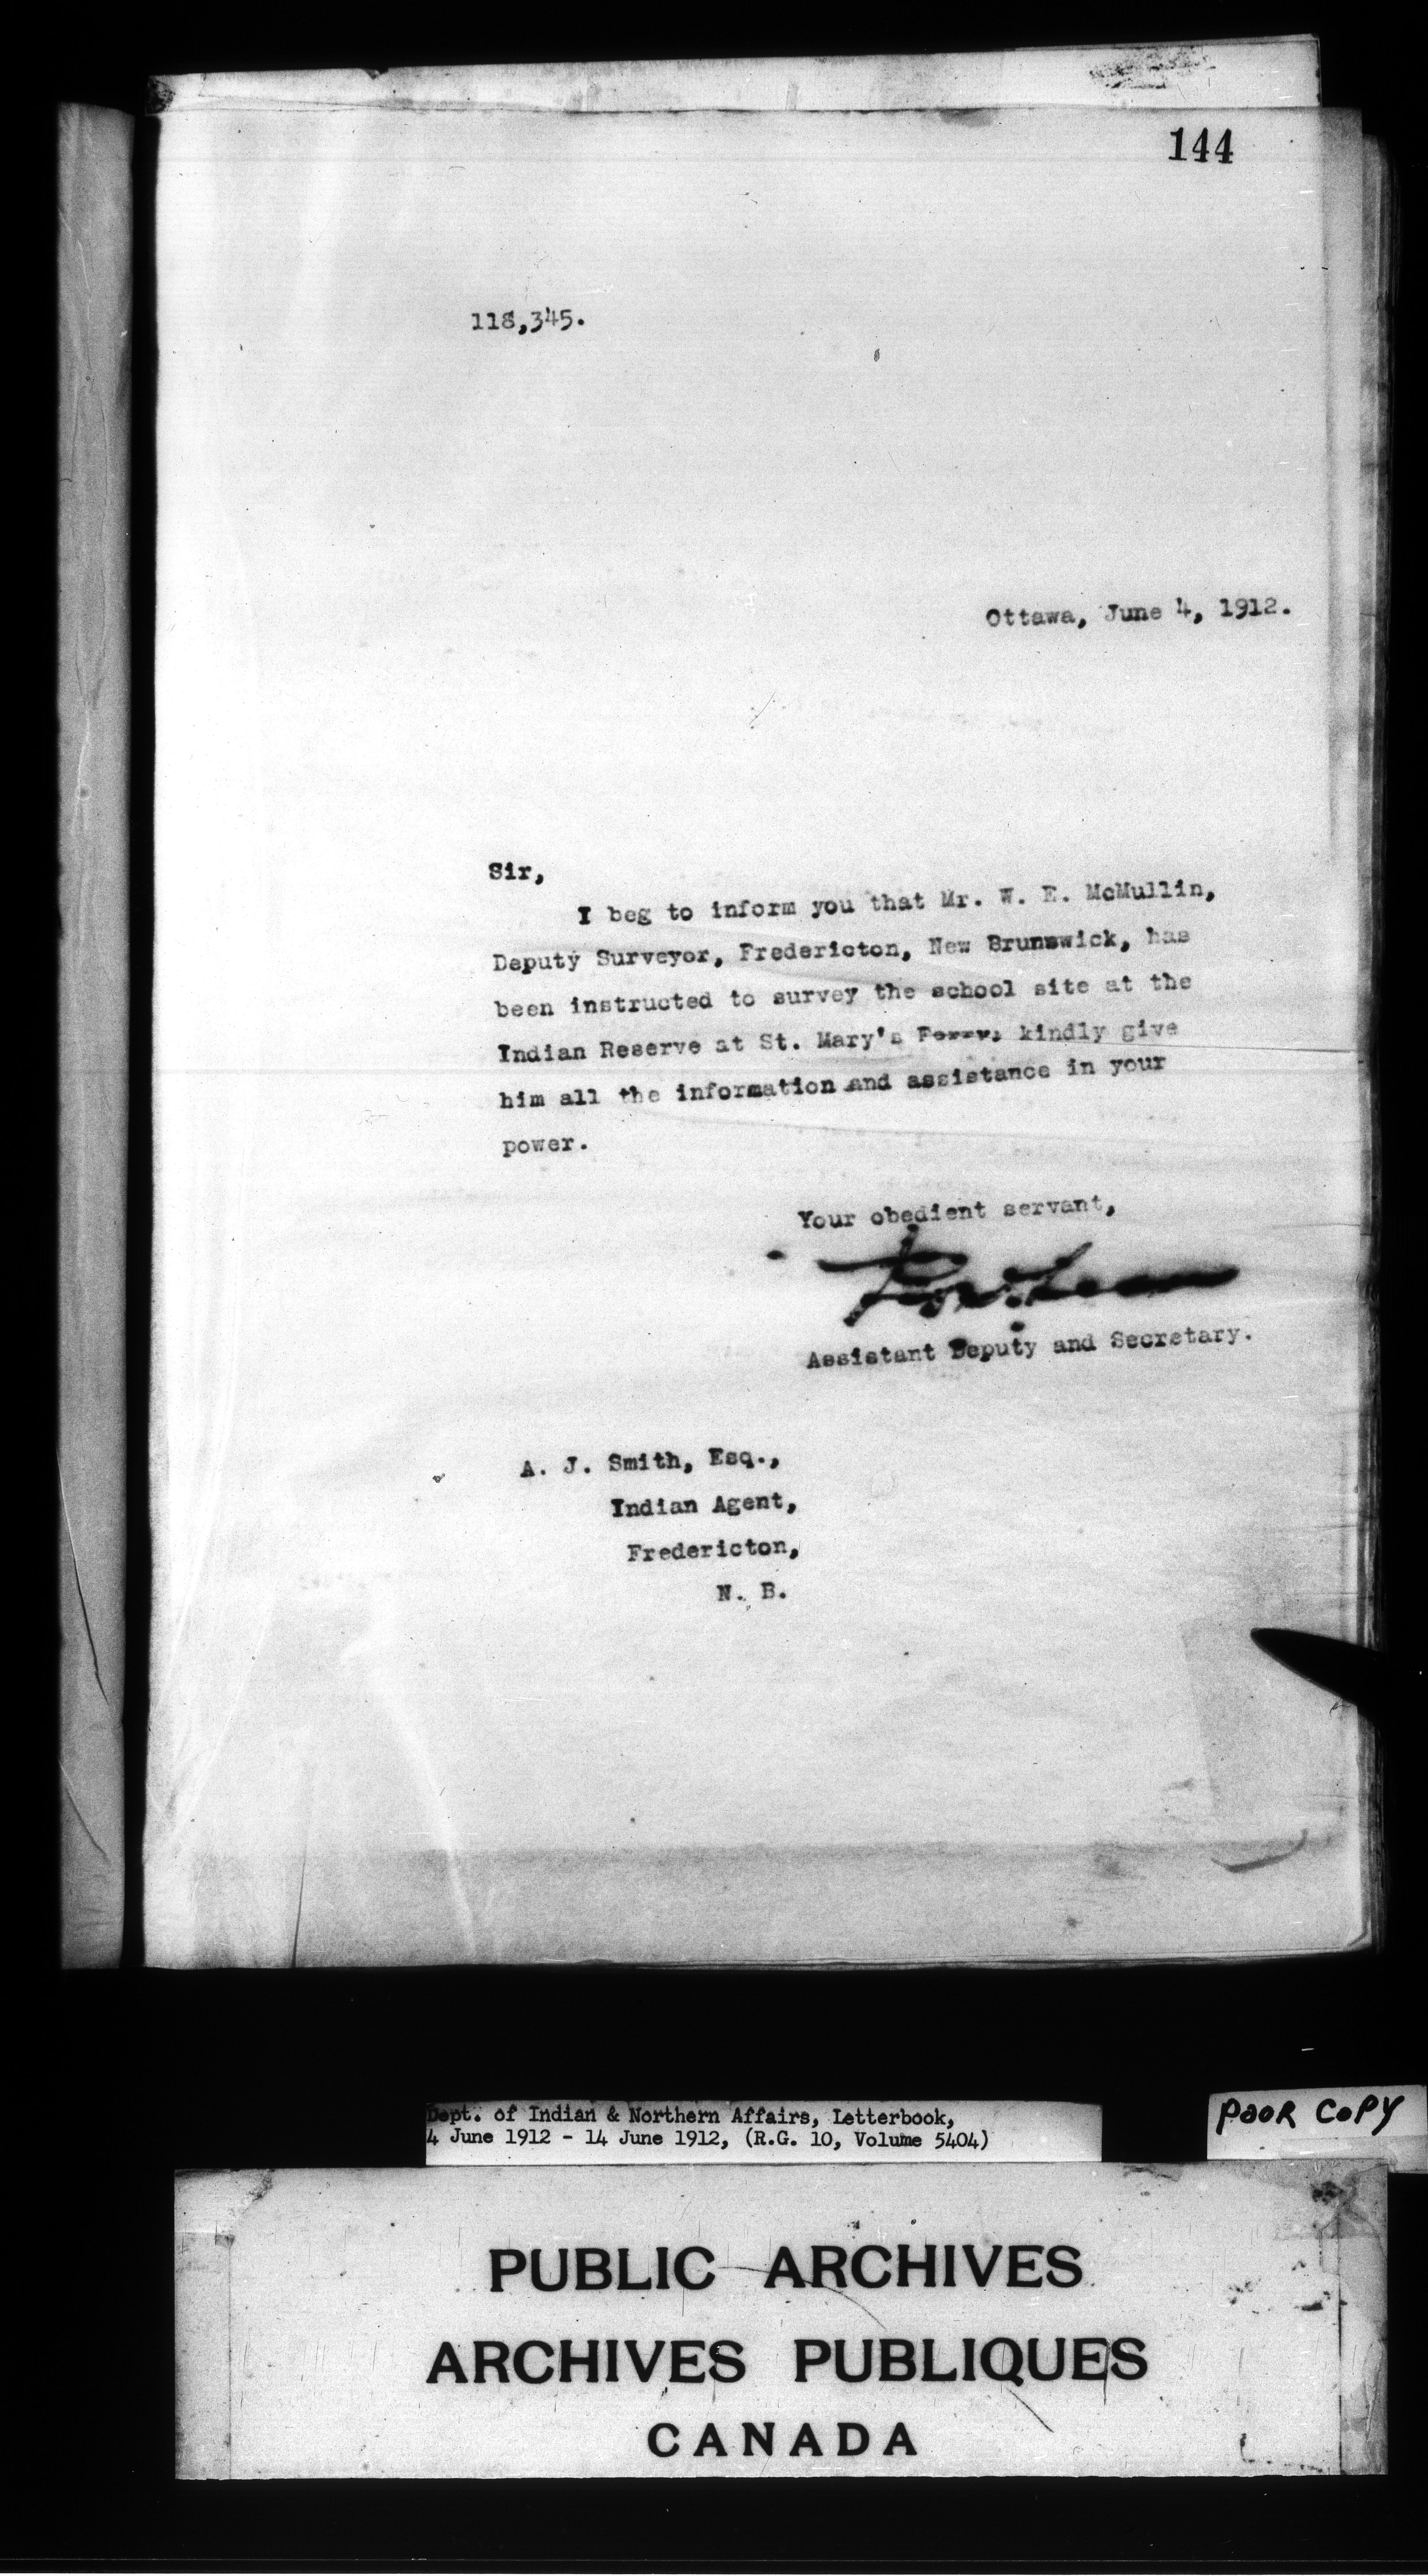 144
118,345.
Ottawa, June 4, 1912.
Sir,
I beg to inform you that Mr. W. E. McMullin,
Deputy Surveyor, Fredericton, New Brunswick, has
been instructed to survey the school site at the
Indian Reserve at St. Mary's Ferry, kindly give
him all the information and assistance in your
power.
Your obedient servant,
Assistant Deputy and Secretary.
A. J. Smith, Esq.,
Indian Agent,
Fredericton,
N. B.
Dept. of Indian & Northern Affairs, Letterbook,
4 June 1912 - 14 June 1912, (R.G. 10, Volume 5404)
POOR COPY
PUBLIC ARCHIVES
ARCHIVES PUBLIQUES
CANADA